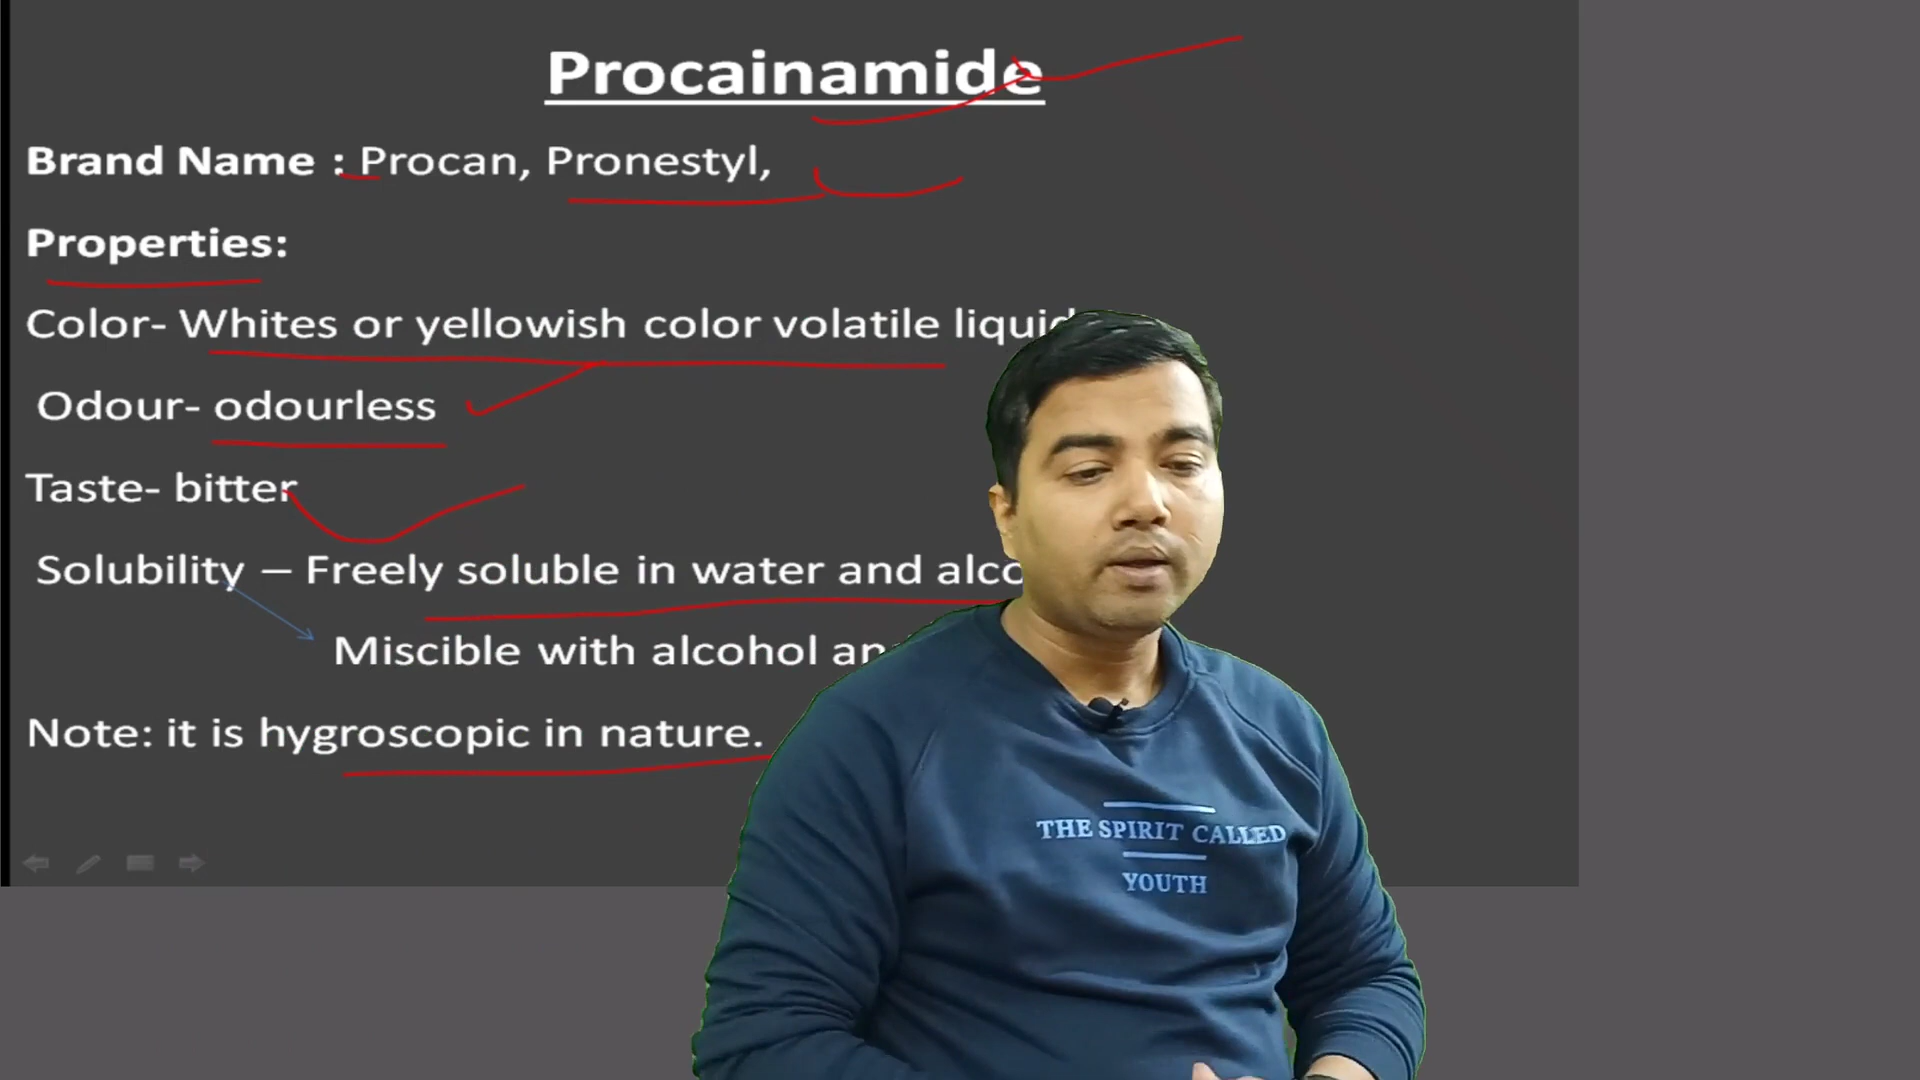 Procainamide
Brand Name : Procan, Pronestyl,
Properties:
Color- Whites or yellowish color volatile liquid
Odour- odourless
Taste- bitter
Solubility – Freely soluble in water and
Miscible with alcohol
Note: it is hygroscopic in nature.
THE SPIRIT CALLED
YOUTH